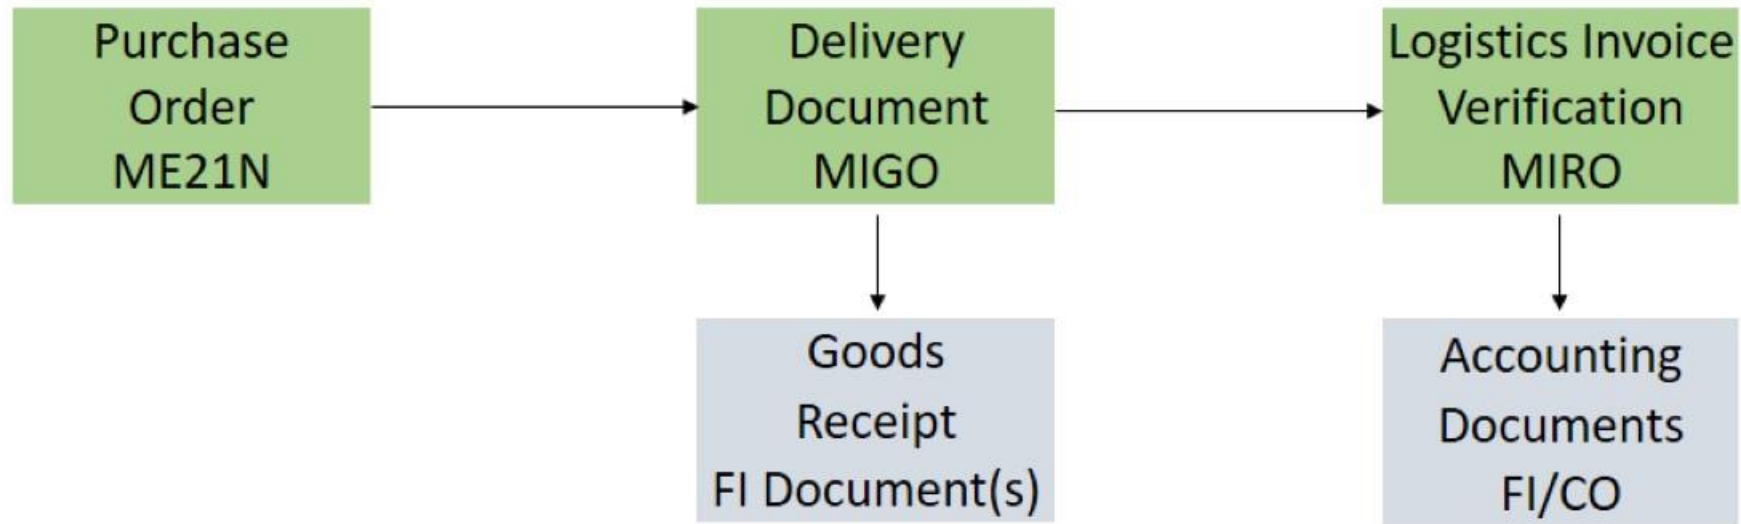 Purchase
Order
ME21N
Delivery
Document
MIGO
Logistics Invoice
Verification
MIRO
Goods
Receipt
FI Document(s)
Accounting
Documents
FI/CO